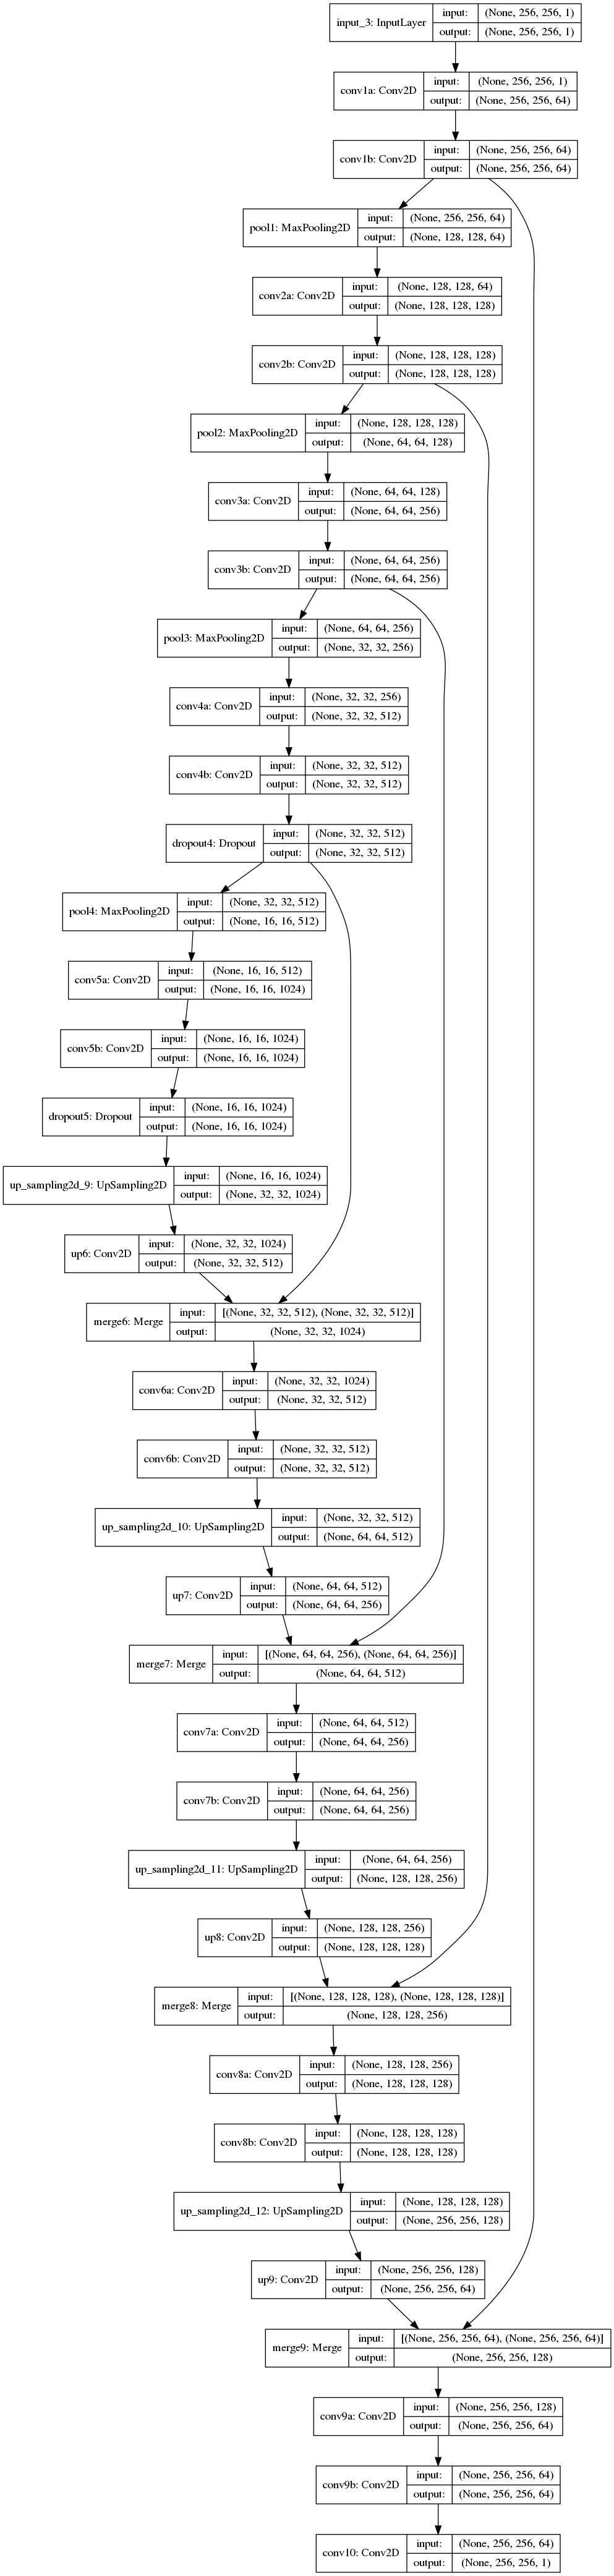 input_3: InputLayer
input: (None, 256, 256, 1)
output: (None, 256, 256, 1)
conv1a: Conv2D
input: (None, 256, 256, 1)
output: (None, 256, 256, 64)
conv1b: Conv2D
input: (None, 256, 256, 64)
output: (None, 256, 256, 64)
pool1: MaxPooling2D
input: (None, 256, 256, 64)
output: (None, 128, 128, 64)
conv2a: Conv2D
input: (None, 128, 128, 64)
output: (None, 128, 128, 128)
conv2b: Conv2D
input: (None, 128, 128, 128)
output: (None, 128, 128, 128)
pool2: MaxPooling2D
input: (None, 128, 128, 128)
output: (None, 64, 64, 128)
conv3a: Conv2D
input: (None, 64, 64, 128)
output: (None, 64, 64, 256)
conv3b: Conv2D
input: (None, 64, 64, 256)
output: (None, 64, 64, 256)
pool3: MaxPooling2D
input: (None, 64, 64, 256)
output: (None, 32, 32, 256)
conv4a: Conv2D
input: (None, 32, 32, 256)
output: (None, 32, 32, 512)
conv4b: Conv2D
input: (None, 32, 32, 512)
output: (None, 32, 32, 512)
dropout4: Dropout
input: (None, 32, 32, 512)
output: (None, 32, 32, 512)
pool4: MaxPooling2D
input: (None, 32, 32, 512)
output: (None, 16, 16, 512)
conv5a: Conv2D
input: (None, 16, 16, 512)
output: (None, 16, 16, 1024)
conv5b: Conv2D
input: (None, 16, 16, 1024)
output: (None, 16, 16, 1024)
dropout5: Dropout
input: (None, 16, 16, 1024)
output: (None, 16, 16, 1024)
up_sampling2d_9: UpSampling2D
input: (None, 16, 16, 1024)
output: (None, 32, 32, 1024)
up6: Conv2D
input: (None, 32, 32, 1024)
output: (None, 32, 32, 512)
merge6: Merge
input: [(None, 32, 32, 512), (None, 32, 32, 512)]
output: (None, 32, 32, 1024)
conv6a: Conv2D
input: (None, 32, 32, 1024)
output: (None, 32, 32, 512)
conv6b: Conv2D
input: (None, 32, 32, 512)
output: (None, 32, 32, 512)
up_sampling2d_10: UpSampling2D
input: (None, 32, 32, 512)
output: (None, 64, 64, 512)
up7: Conv2D
input: (None, 64, 64, 512)
output: (None, 64, 64, 256)
merge7: Merge
input: [(None, 64, 64, 256), (None, 64, 64, 256)]
output: (None, 64, 64, 512)
conv7a: Conv2D
input: (None, 64, 64, 512)
output: (None, 64, 64, 256)
conv7b: Conv2D
input: (None, 64, 64, 256)
output: (None, 64, 64, 256)
up_sampling2d_11: UpSampling2D
input: (None, 64, 64, 256)
output: (None, 128, 128, 256)
up8: Conv2D
input: (None, 128, 128, 256)
output: (None, 128, 128, 128)
merge8: Merge
input: [(None, 128, 128, 128), (None, 128, 128, 128)]
output: (None, 128, 128, 256)
conv8a: Conv2D
input: (None, 128, 128, 256)
output: (None, 128, 128, 128)
conv8b: Conv2D
input: (None, 128, 128, 128)
output: (None, 128, 128, 128)
up_sampling2d_12: UpSampling2D
input: (None, 128, 128, 128)
output: (None, 256, 256, 128)
up9: Conv2D
input: (None, 256, 256, 128)
output: (None, 256, 256, 64)
merge9: Merge
input: [(None, 256, 256, 64), (None, 256, 256, 64)]
output: (None, 256, 256, 128)
conv9a: Conv2D
input: (None, 256, 256, 128)
output: (None, 256, 256, 64)
conv9b: Conv2D
input: (None, 256, 256, 64)
output: (None, 256, 256, 64)
conv10: Conv2D
input: (None, 256, 256, 64)
output: (None, 256, 256, 1)